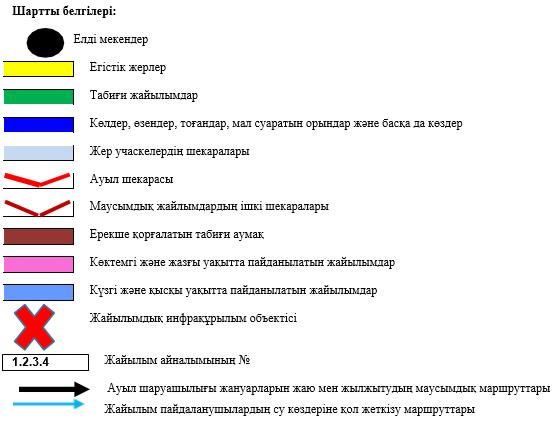 Шартты белгілері:
Елді мекендер
Егістік жерлер
Табиғи жайылымдар
Көлдер, өзендер, тоғандар, мал суаратын орындар және басқа да көздер
Жер учаскелердің шекаралары
Ауыл шекарасы
Маусымдық жайлымдардың ішкі шекаралары
Ерекше қорғалатын табиғи аумақ
Көктемгі және жазғы уақытта пайданылатын жайылымдар
Күзгі және қысқы уақытта пайданылатын жайылымдар
Жайылымдық инфрақұрылым объектісі
1.2.3.4 Жайылым айналымының №
Ауыл шаруашылығы жануарларын жаю мен жылжытудың маусымдық маршруттары
Жайылым пайдаланушылардың су көздеріне қол жеткізу маршруттары